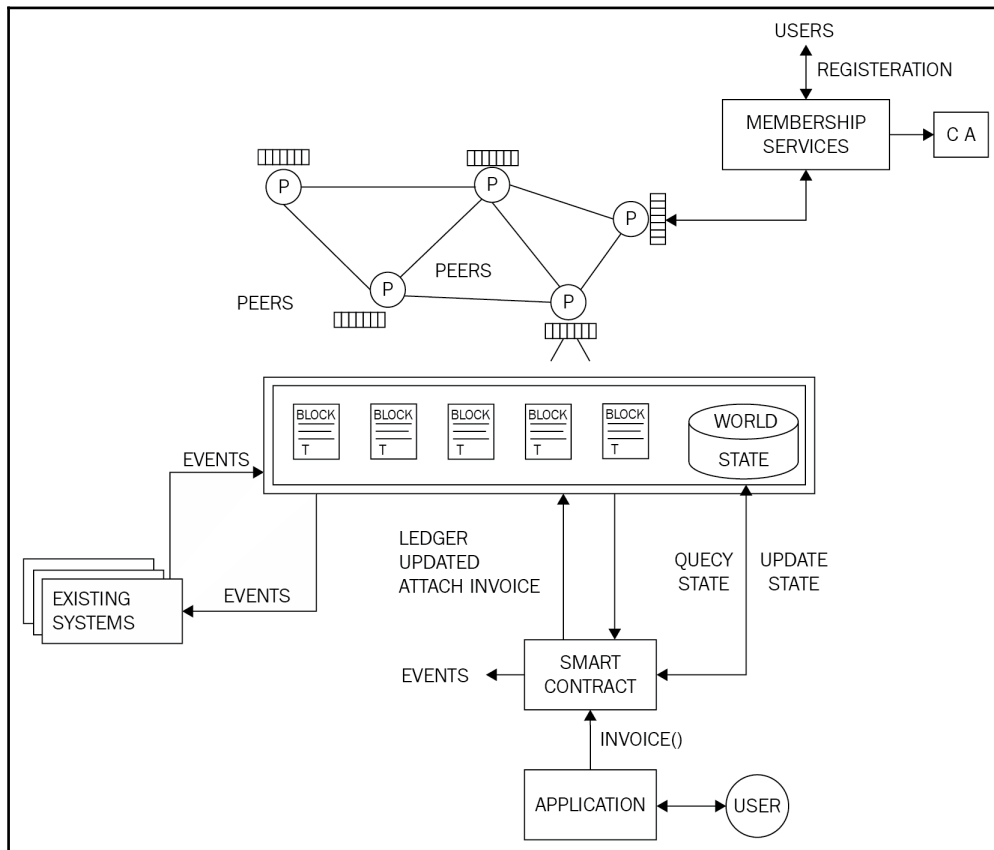 USERS
REGISTERATION
MEMBERSHIP
SERVICES
C A
P
P
P
PEERS
P
PEERS
P
BLOCK
T
BLOCK
T
BLOCK
T
BLOCK
T
BLOCK
T
WORLD
STATE
EVENTS
LEDGER
UPDATED
ATTACH INVOICE
QUECY
STATE
UPDATE
STATE
EXISTING
SYSTEMS
EVENTS
EVENTS
SMART
CONTRACT
INVOICE()
APPLICATION
USER